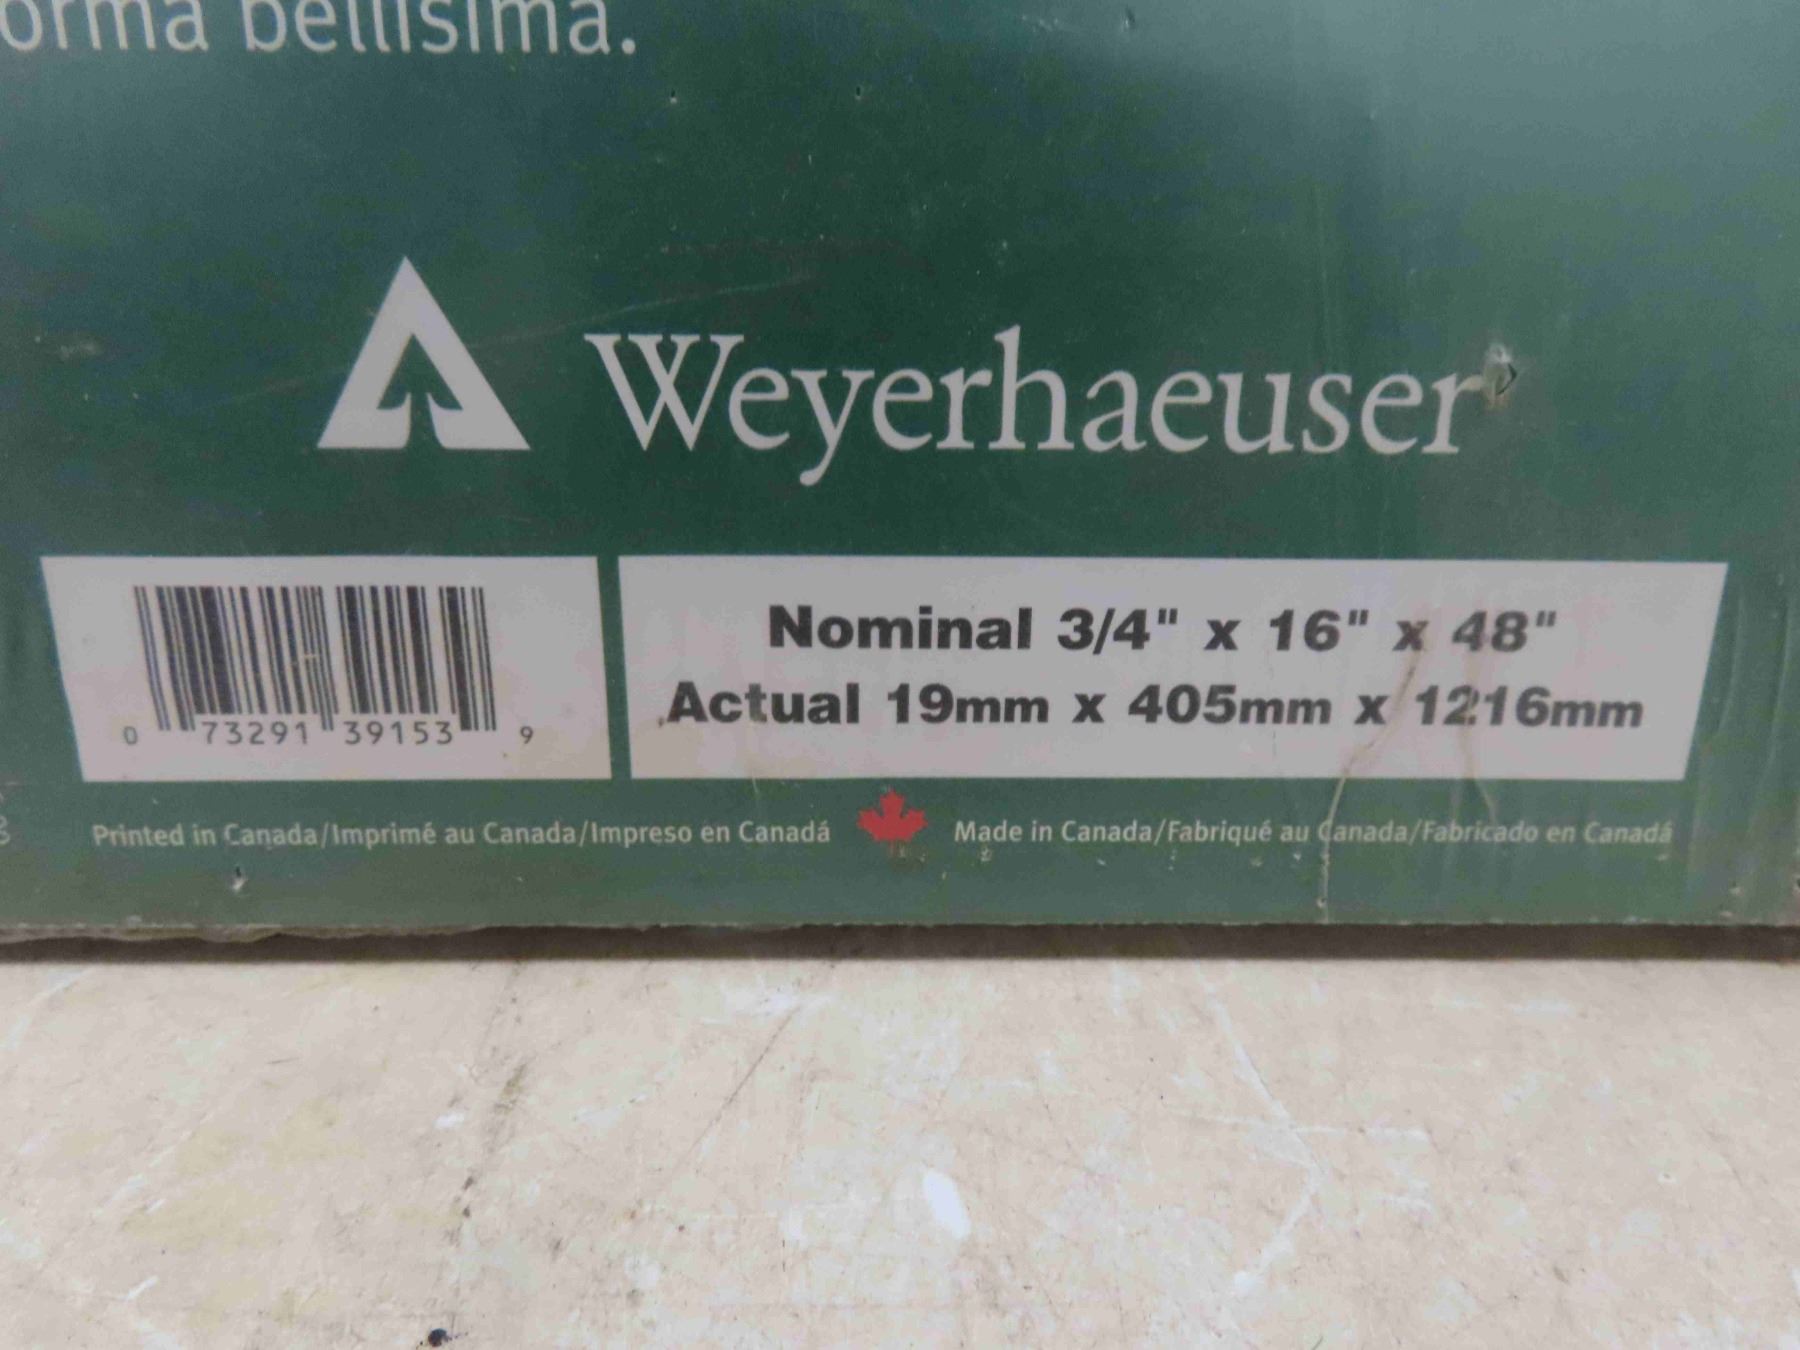 orma bellisima.
Weyerhaeuser
Nominal 3/4" x 16" x 48"
Actual 19mm x 405mm x 1216mm
0 73291 39153 9
Printed in Canada/Imprimé au Canada/Impreso en Canadá
Made in Canada/Fabriqué au Canada/Fabricado en Canadá